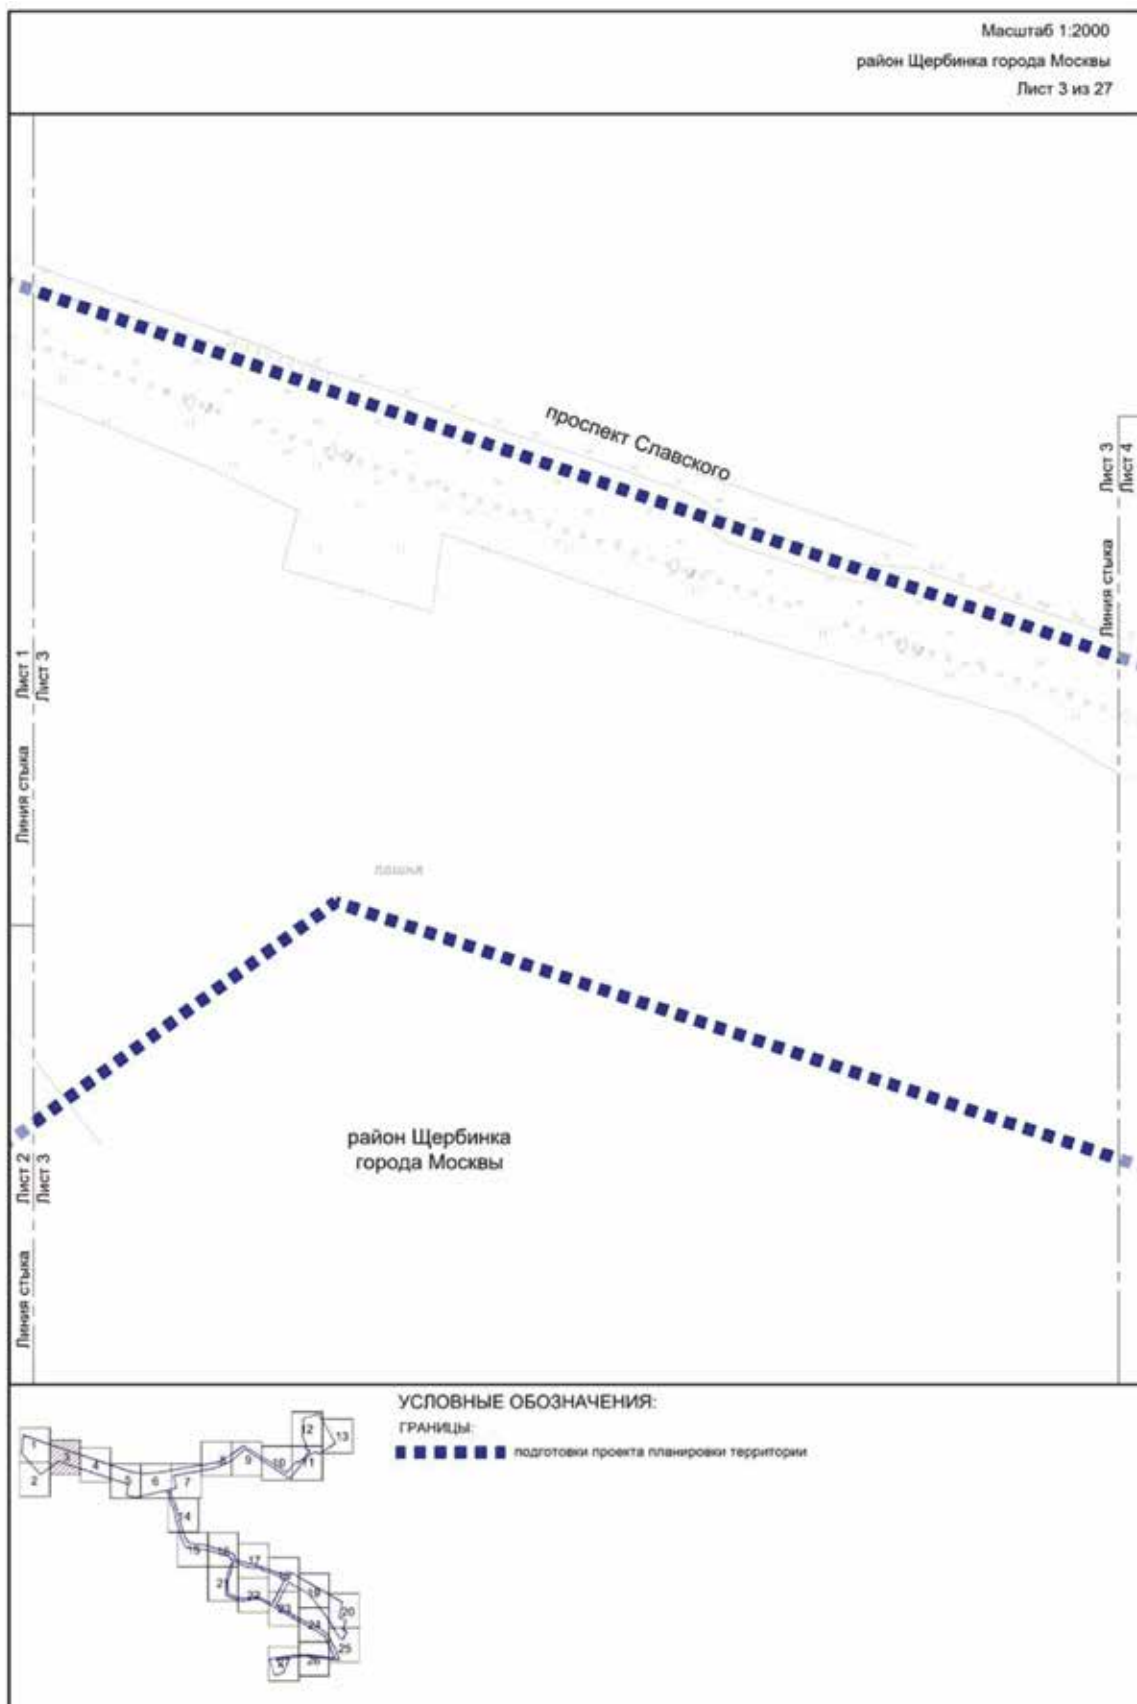 Масштаб 1:2000
район Щербинка города Москвы
Лист 3 из 27
проспект Славского
Лист 3
Лист 4
Линия стыка
Лист 1
Лист 3
Линия стыка
пашня
район Щербинка
города Москвы
Лист 2
Лист 3
Линия стыка
УСЛОВНЫЕ ОБОЗНАЧЕНИЯ:
ГРАНИЦЫ:
подготовки проекта планировки территории
1
2
3
4
5
6
7
8
9
10
11
12
13
14
15
16
17
18
19
20
21
22
23
24
25
26
27